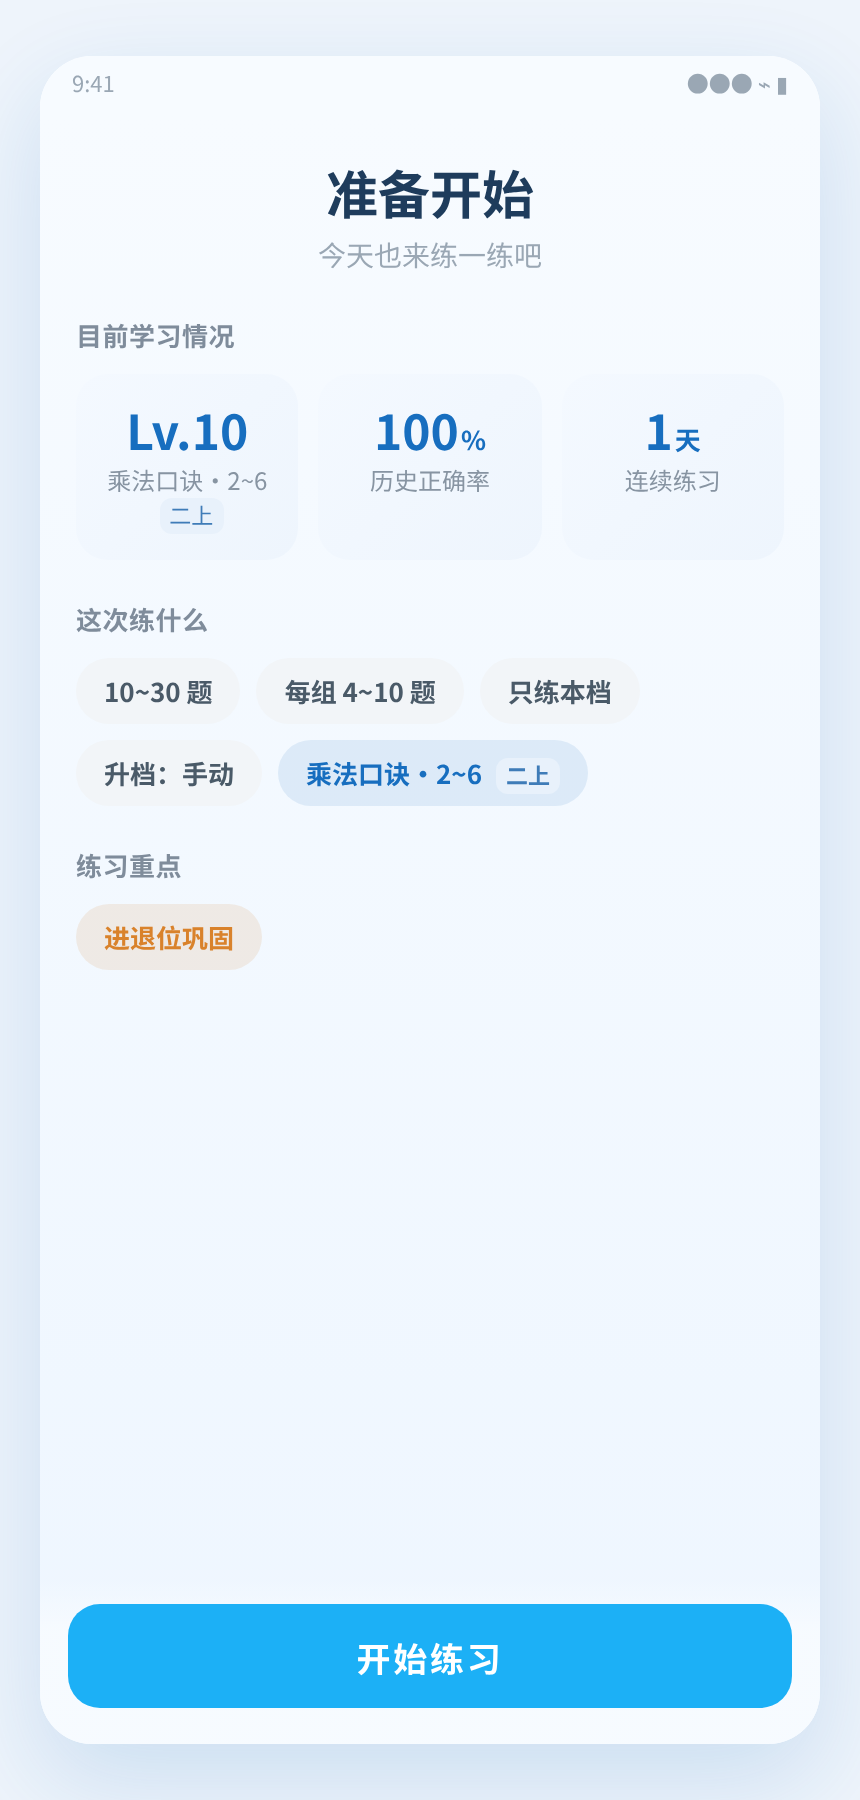 9:41
准备开始
今天也来练一练吧
目前学习情况
Lv.10
乘法口诀·2~6
二上
100%
历史正确率
1天
连续练习
这次练什么
10~30 题
每组 4~10 题
只练本档
升档：手动
乘法口诀·2~6 二上
练习重点
进退位巩固
开始练习